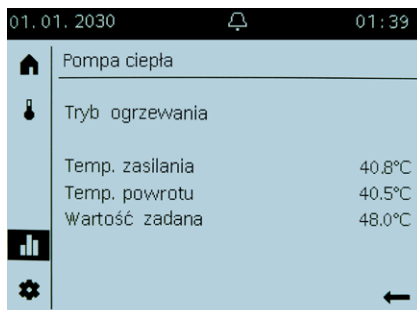 01.01.2030 01:39
Pompa ciepła
Tryb ogrzewania
Temp. zasilania 40.8°C
Temp. powrotu 40.5°C
Wartość zadana 48.0°C